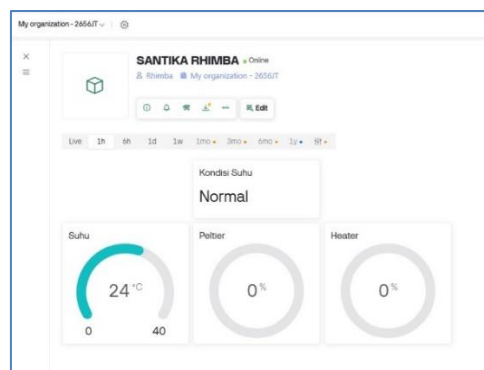 My organization - 2656JT
SANTIKA RHIMBA • Online
Rhimba My organization - 2656JT
Edit
Live 1h 6h 1d 1w 1mo • 3mo • 6mo • 1y •
Kondisi Suhu
Normal
Suhu
24 °C
0 40
Peltier
0 %
Heater
0 %